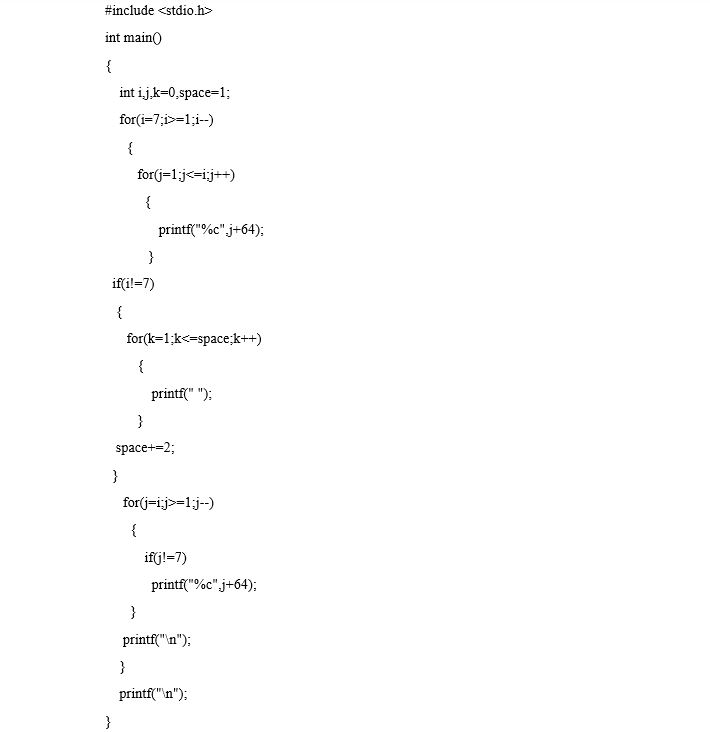 #include <stdio.h>
int main()
{
int i,j,k=0,space=1;
for(i=7;i>=1;i--)
{
for(j=1;j<=i;j++)
{
printf("%c",j+64);
}
if(i!=7)
{
for(k=1;k<=space;k++)
{
printf(" ");
}
space+=2;
}
for(j=i;j>=1;j--)
{
if(j!=7)
printf("%c",j+64);
}
printf("\n");
}
printf("\n");
}